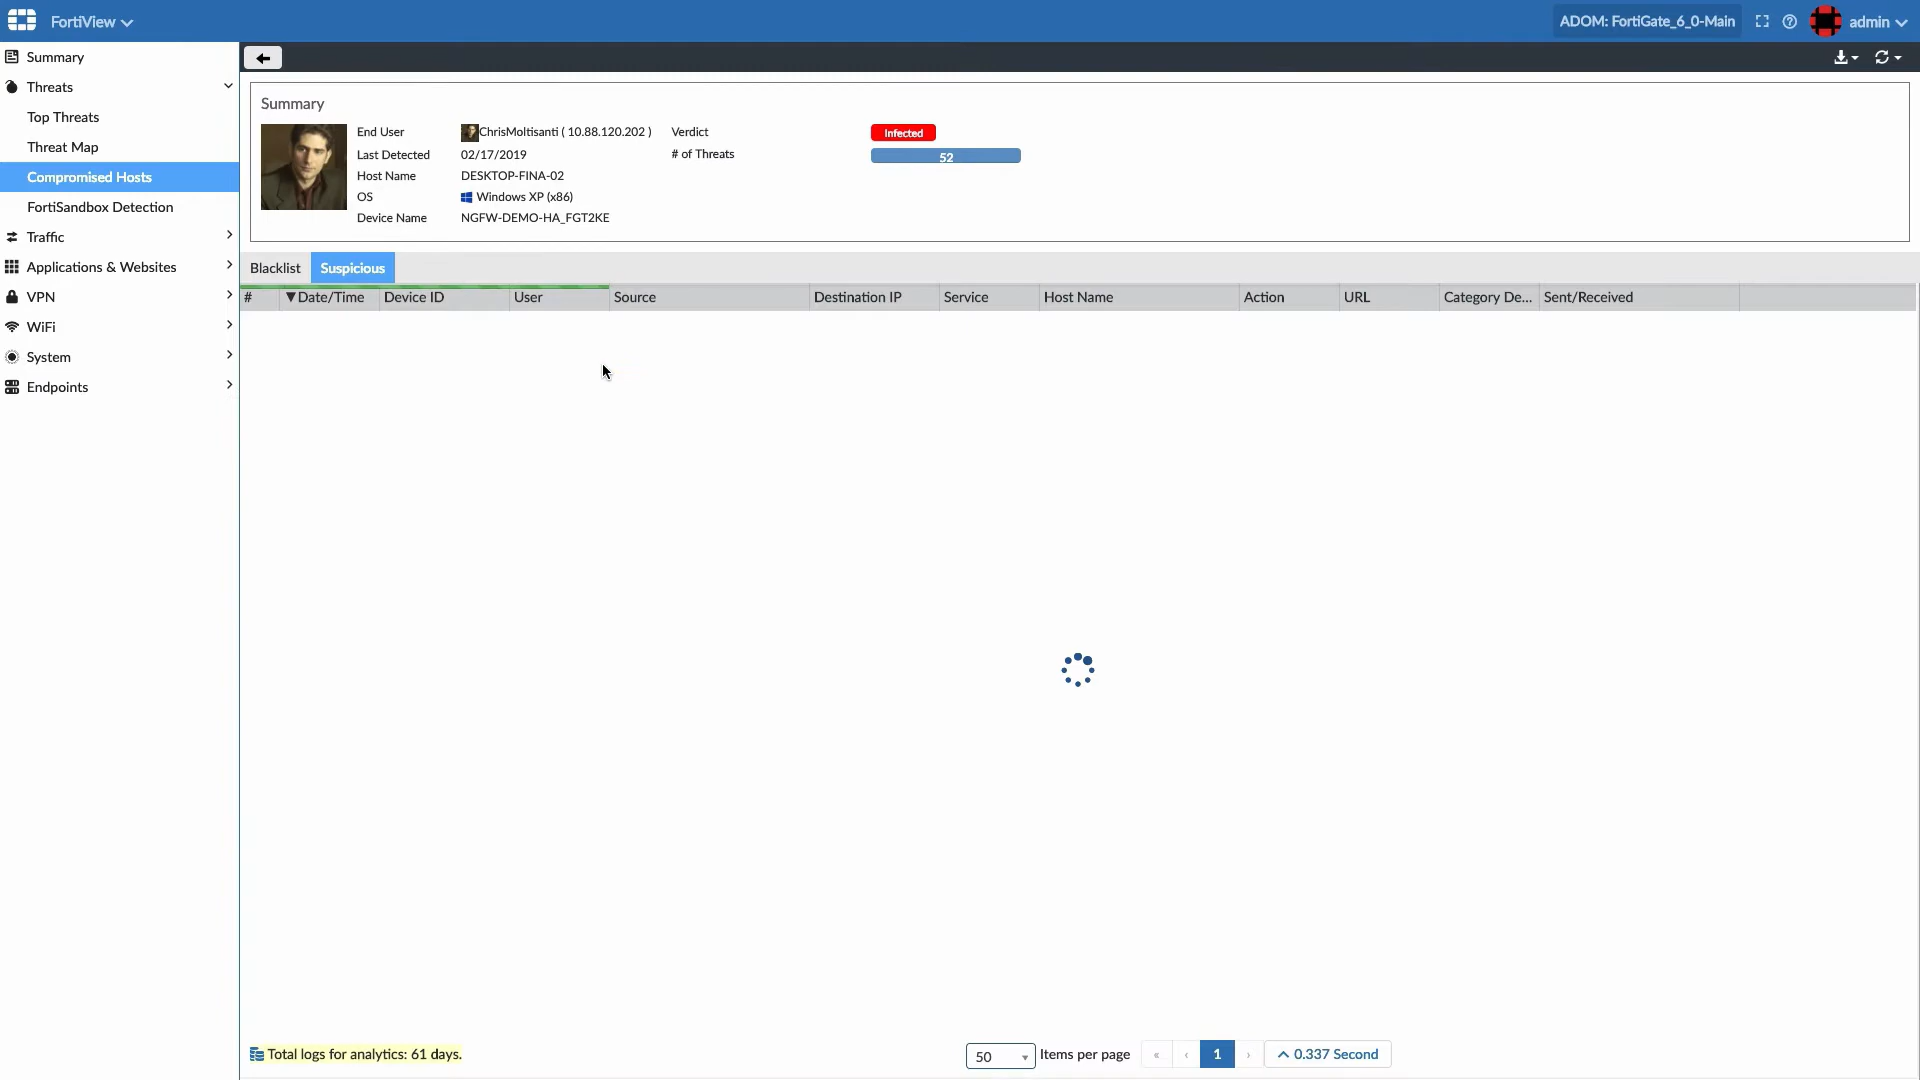 FortiView
ADOM: FortiGate_6_0-Main
admin
Summary
Threats
Top Threats
Threat Map
Compromised Hosts
FortiSandbox Detection
Traffic
Applications & Websites
VPN
WiFi
System
Endpoints
Summary
End User ChrisMoltisanti ( 10.88.120.202 ) Verdict Infected
Last Detected 02/17/2019 # of Threats 52
Host Name DESKTOP-FINA-02
OS Windows XP (x86)
Device Name NGFW-DEMO-HA_FGT2KE
Blacklist Suspicious
# ▼Date/Time Device ID User Source Destination IP Service Host Name Action URL Category De... Sent/Received
Total logs for analytics: 61 days.
50 Items per page « ‹ 1 › 0.337 Second